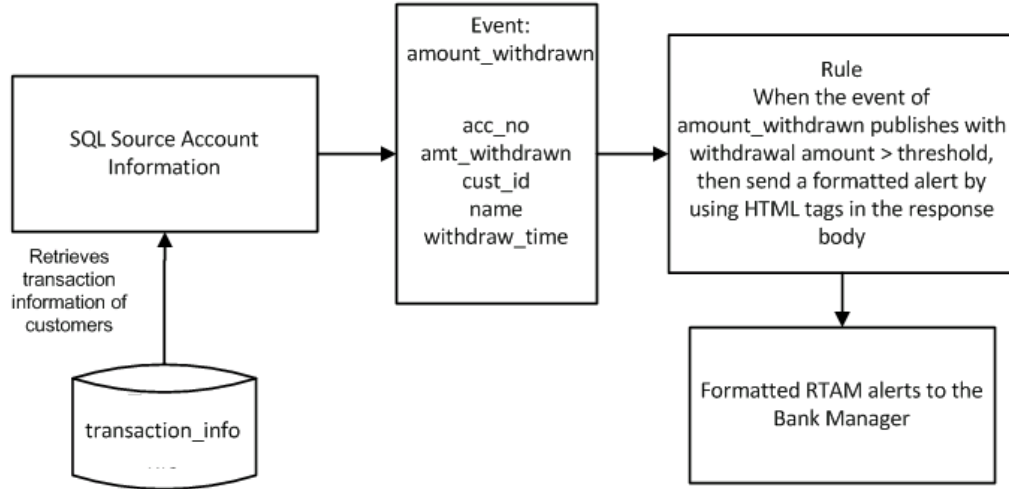 SQL Source Account
Information
Retrieves
transaction
information of
customers
transaction_info
Event:
amount_withdrawn
acc_no
amt_withdrawn
cust_id
name
withdraw_time
Rule
When the event of
amount_withdrawn publishes with
withdrawal amount > threshold,
then send a formatted alert by
using HTML tags in the response
body
Formatted RTAM alerts to the
Bank Manager